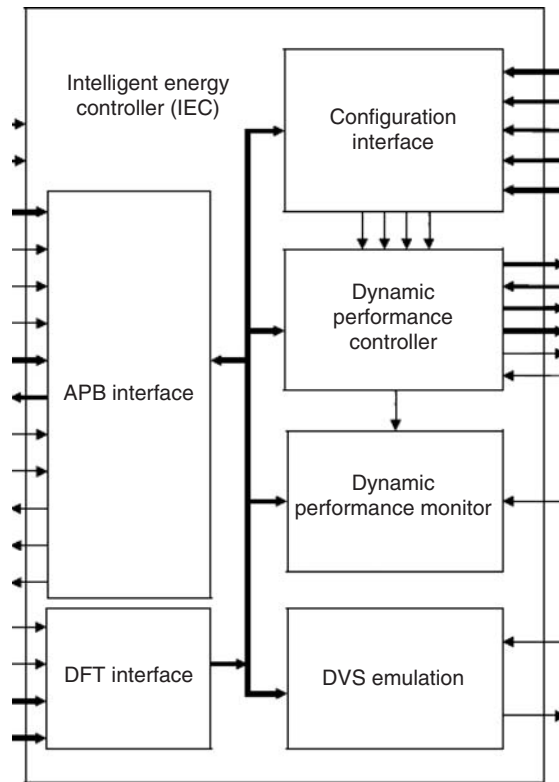 Intelligent energy
controller (IEC)
Configuration
interface
Dynamic
performance
controller
APB interface
Dynamic
performance monitor
DFT interface
DVS emulation